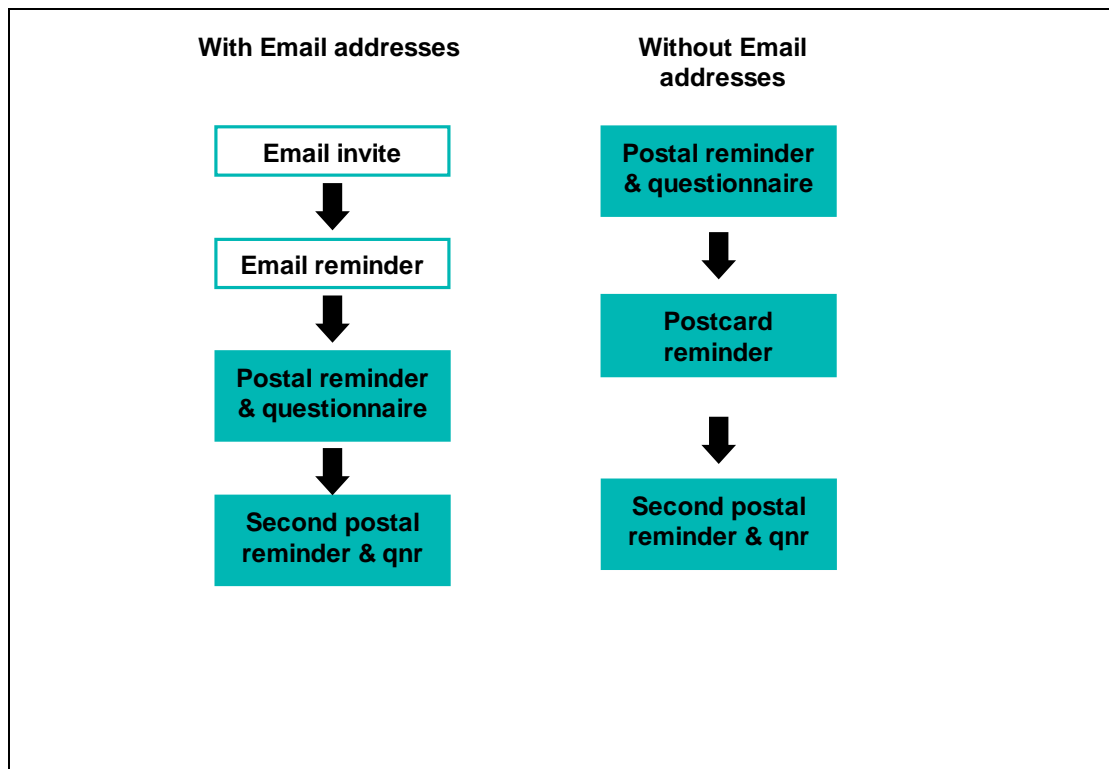 With Email addresses
Email invite
Email reminder
Postal reminder
& questionnaire
Second postal
reminder & qnr
Without Email
addresses
Postal reminder
& questionnaire
Postcard
reminder
Second postal
reminder & qnr